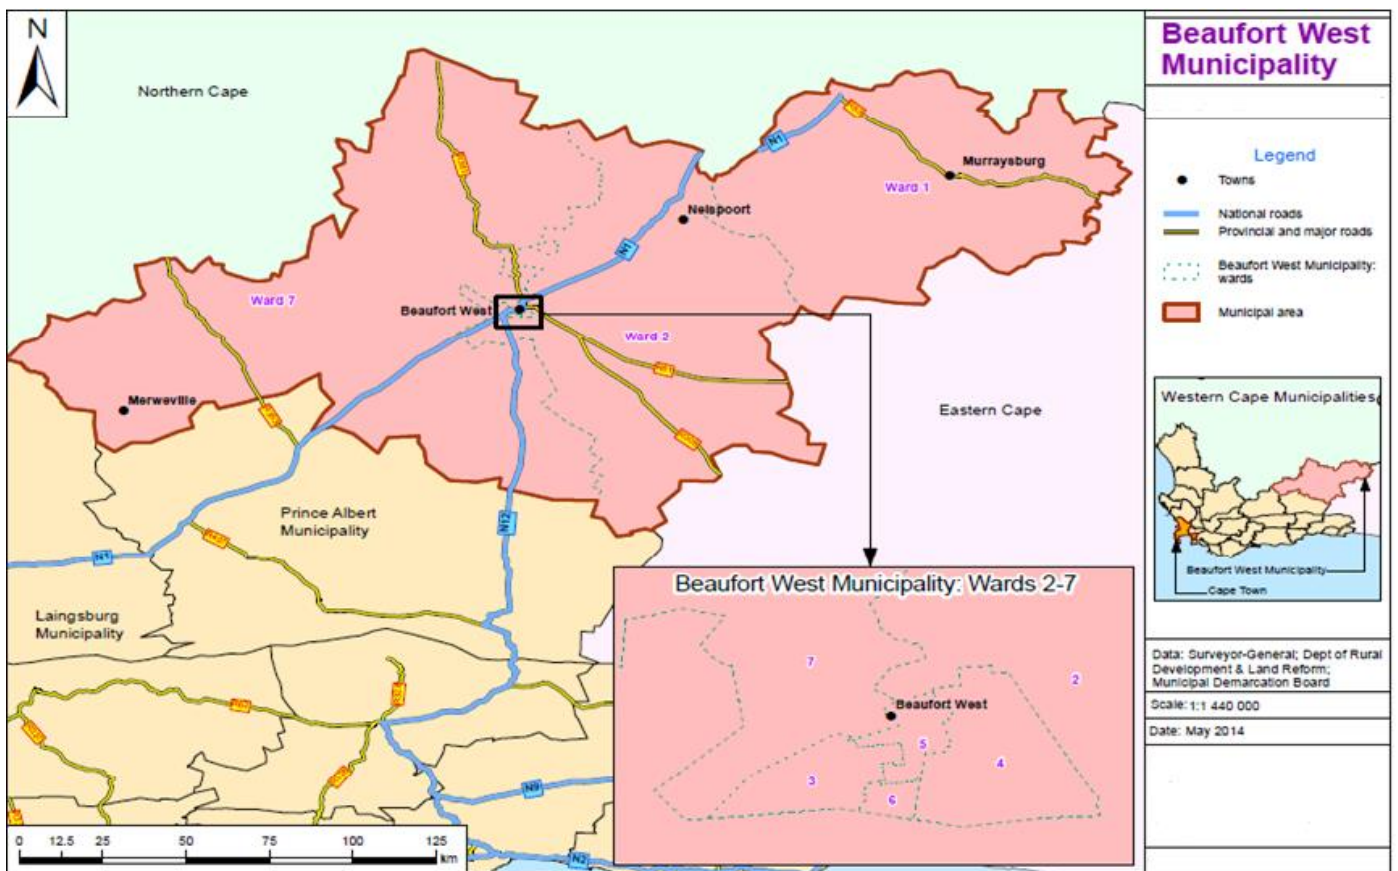 N
Northern Cape
N1
Murraysburg
Ward 1
Nelspoort
N1
Ward 7
Beaufort West
Ward 2
Merweville
Eastern Cape
Prince Albert
Municipality
N12
N1
Laingsburg
Municipality
N9
N2
0 12.5 25 50 75 100 125
km
Beaufort West Municipality: Wards 2-7
7
2
Beaufort West
5
4
3
6
Beaufort West
Municipality
Legend
Towns
National roads
Provincial and major roads
Beaufort West Municipality:
wards
Municipal area
Western Cape Municipalities
Beaufort West Municipality
Cape Town
Data: Surveyor-General; Dept of Rural
Development & Land Reform;
Municipal Demarcation Board
Scale: 1:1 440 000
Date: May 2014